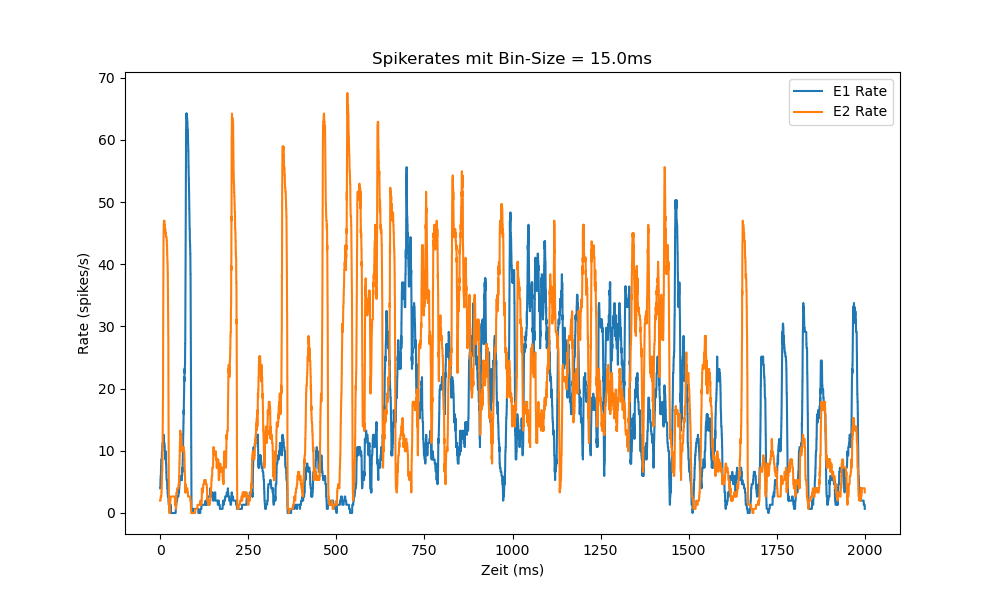 Spikerates mit Bin-Size = 15.0ms
E1 Rate
E2 Rate
Rate (spikes/s)
70
60
50
40
30
20
10
0
0 250 500 750 1000 1250 1500 1750 2000
Zeit (ms)